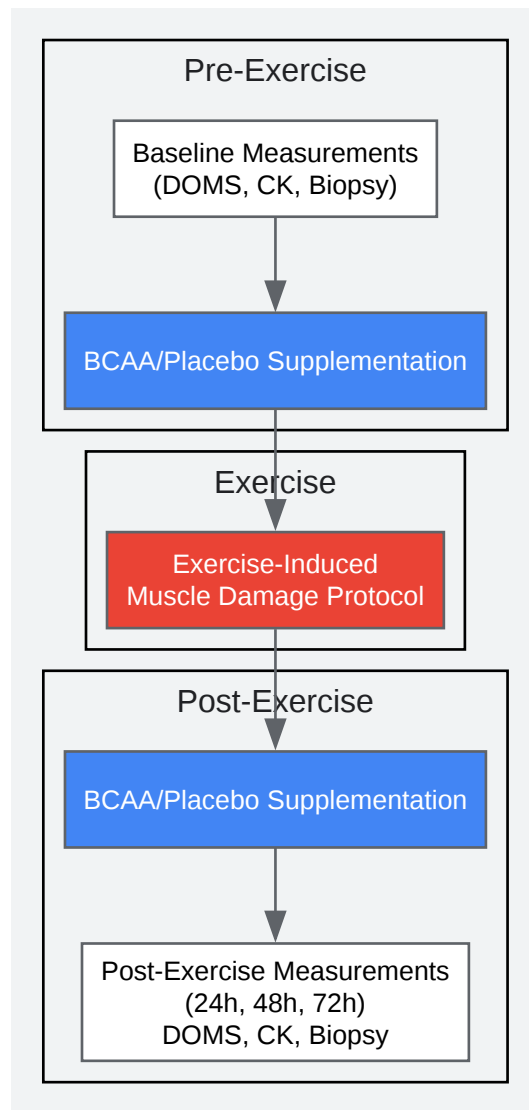 Pre-Exercise
Baseline Measurements
(DOMS, CK, Biopsy)
BCAA/Placebo Supplementation
Exercise
Exercise-Induced
Muscle Damage Protocol
Post-Exercise
BCAA/Placebo Supplementation
Post-Exercise Measurements
(24h, 48h, 72h)
DOMS, CK, Biopsy